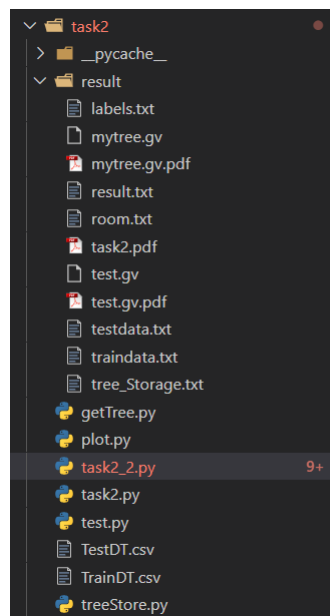 task2
__pycache__
result
labels.txt
mytree.gv
mytree.gv.pdf
result.txt
room.txt
task2.pdf
test.gv
test.gv.pdf
testdata.txt
traindata.txt
tree_Storage.txt
getTree.py
plot.py
task2_2.py 9+
task2.py
test.py
TestDT.csv
TrainDT.csv
treeStore.py